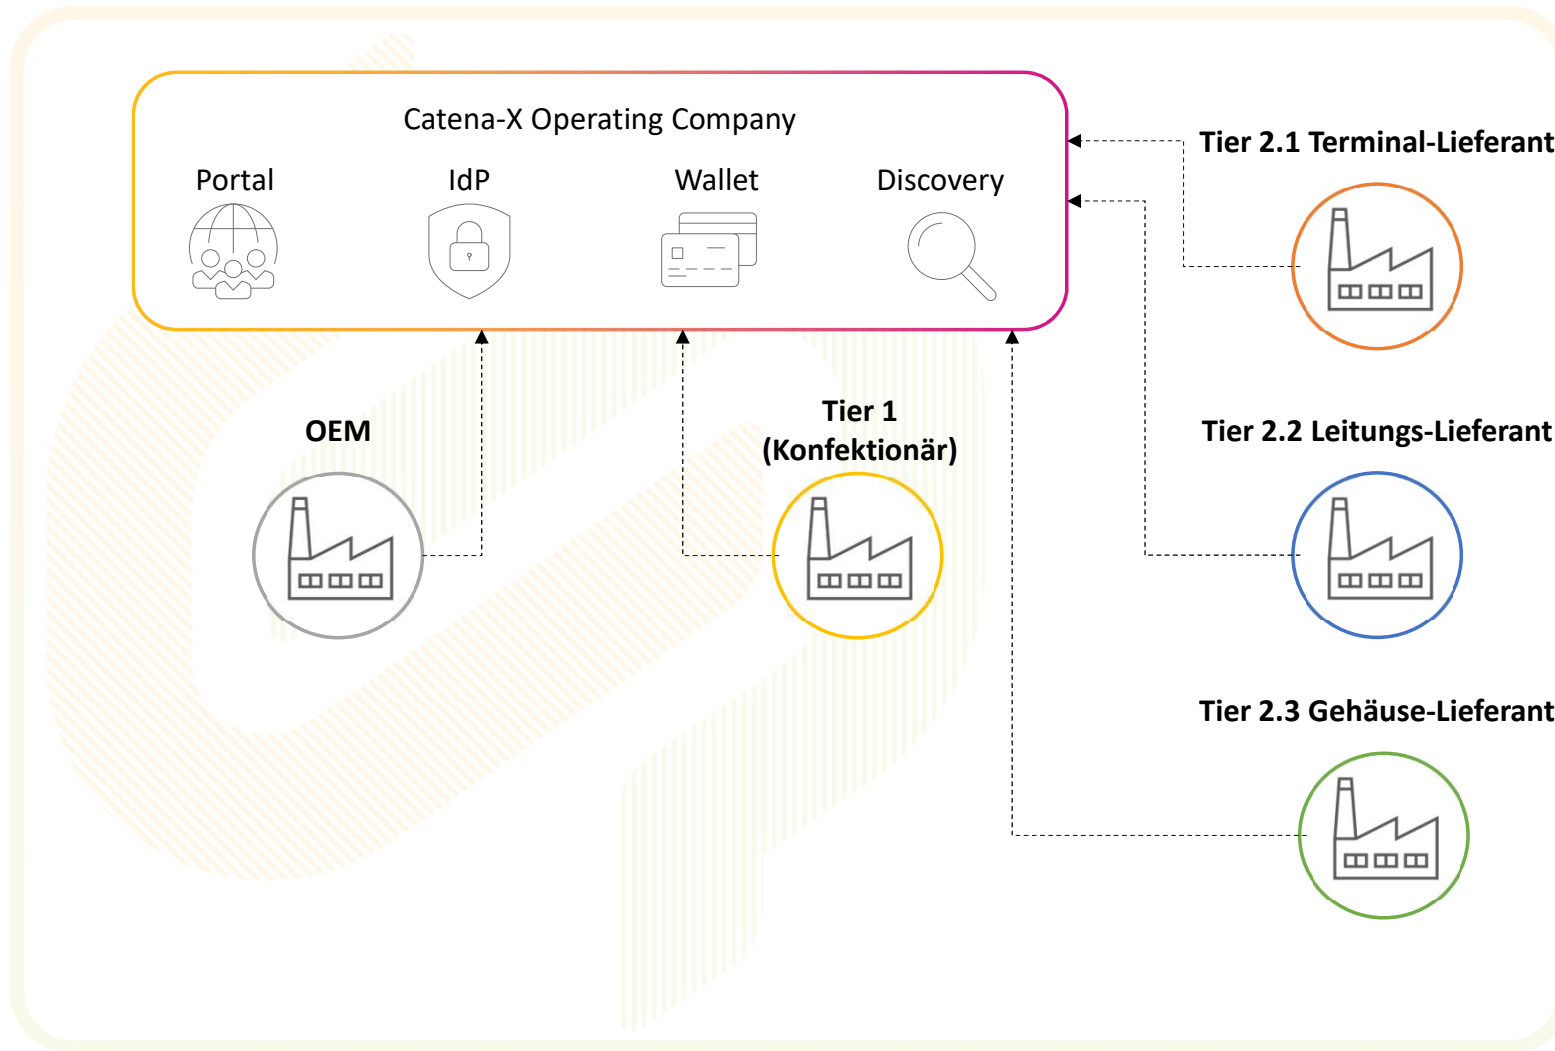 Catena-X Operating Company
Portal
IdP
Wallet
Discovery
Tier 2.1 Terminal-Lieferant
OEM
Tier 1
(Konfektionär)
Tier 2.2 Leitungs-Lieferant
Tier 2.3 Gehäuse-Lieferant